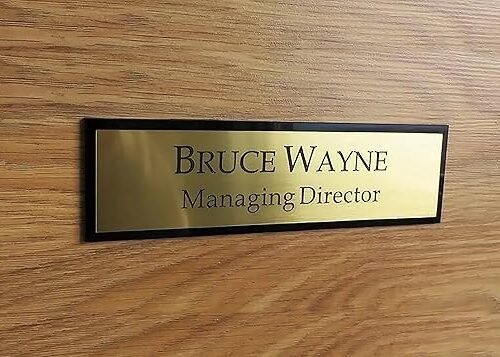 BRUCE WAYNE
Managing Director